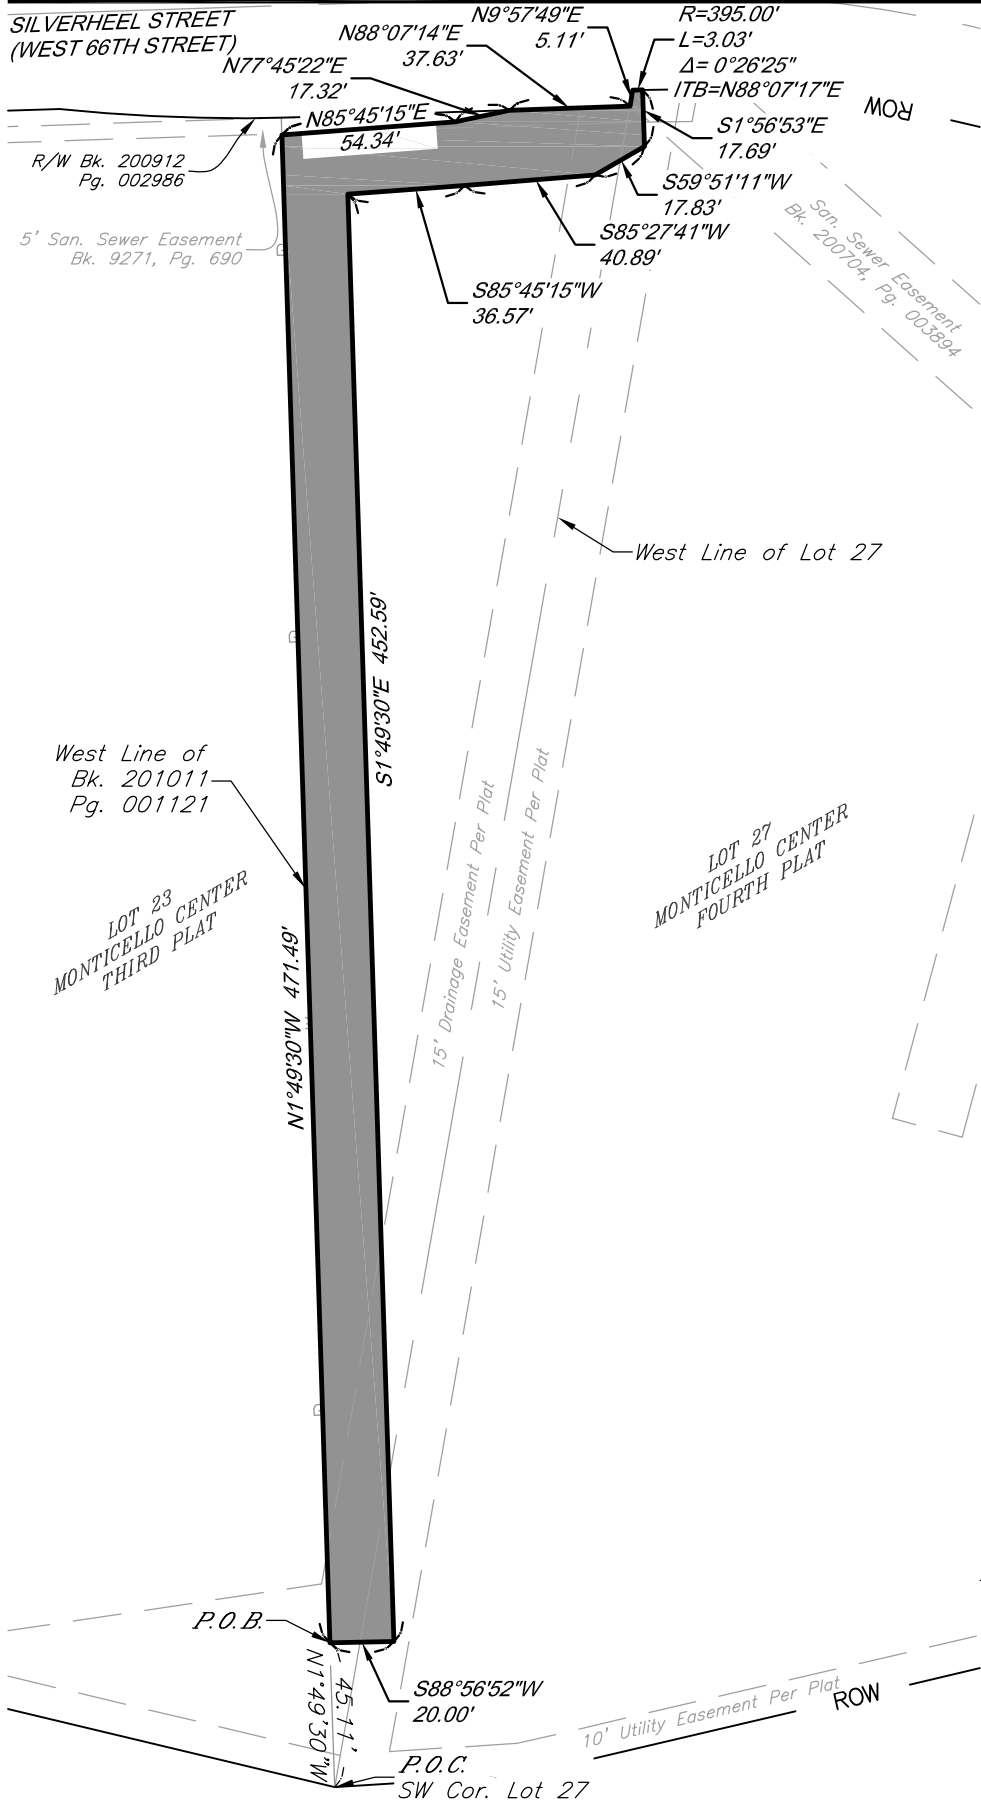 SILVERHEEL STREET
(WEST 66TH STREET)
N9°57'49"E
5.11'
R=395.00'
L=3.03'
Δ= 0°26'25"
ITB=N88°07'17"E
N88°07'14"E
37.63'
N77°45'22"E
17.32'
N85°45'15"E
54.34'
ROW
S1°56'53"E
17.69'
R/W Bk. 200912
Pg. 002986
S59°51'11"W
17.83'
5' San. Sewer Easement
Bk. 9271, Pg. 690
S85°27'41"W
40.89'
San. Sewer Easement
Bk. 200704, Pg. 003894
S85°45'15"W
36.57'
West Line of Lot 27
S1°49'30"E 452.59'
West Line of
Bk. 201011
Pg. 001121
15' Drainage Easement Per Plat
15' Utility Easement Per Plat
LOT 27
MONTICELLO CENTER
FOURTH PLAT
LOT 23
MONTICELLO CENTER
THIRD PLAT
N1°49'30"W 471.49'
G
G
G
P.O.B.
N1°49'30"W
45.11'
S88°56'52"W
20.00'
10' Utility Easement Per Plat
ROW
P.O.C.
SW Cor. Lot 27